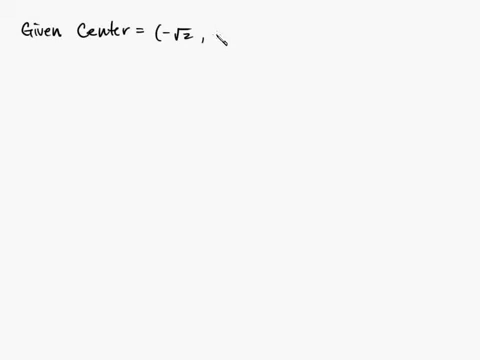 Given Center = (-√2 ,